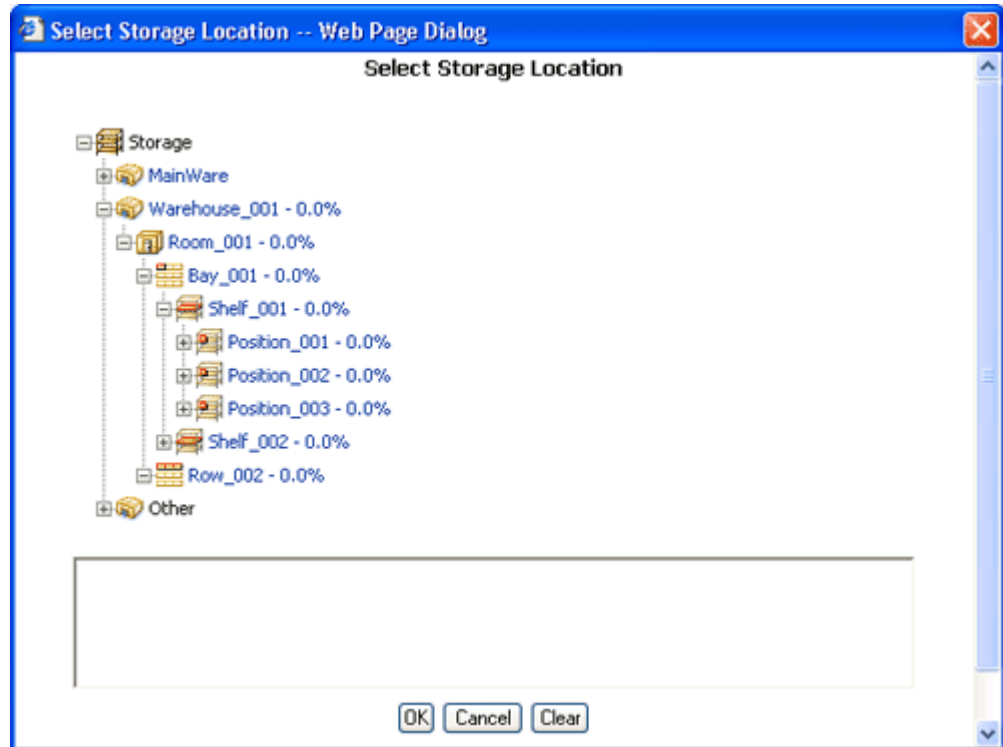 Select Storage Location -- Web Page Dialog
Select Storage Location
Storage
MainWare
Warehouse_001 - 0.0%
Room_001 - 0.0%
Bay_001 - 0.0%
Shelf_001 - 0.0%
Position_001 - 0.0%
Position_002 - 0.0%
Position_003 - 0.0%
Shelf_002 - 0.0%
Row_002 - 0.0%
Other
OK Cancel Clear